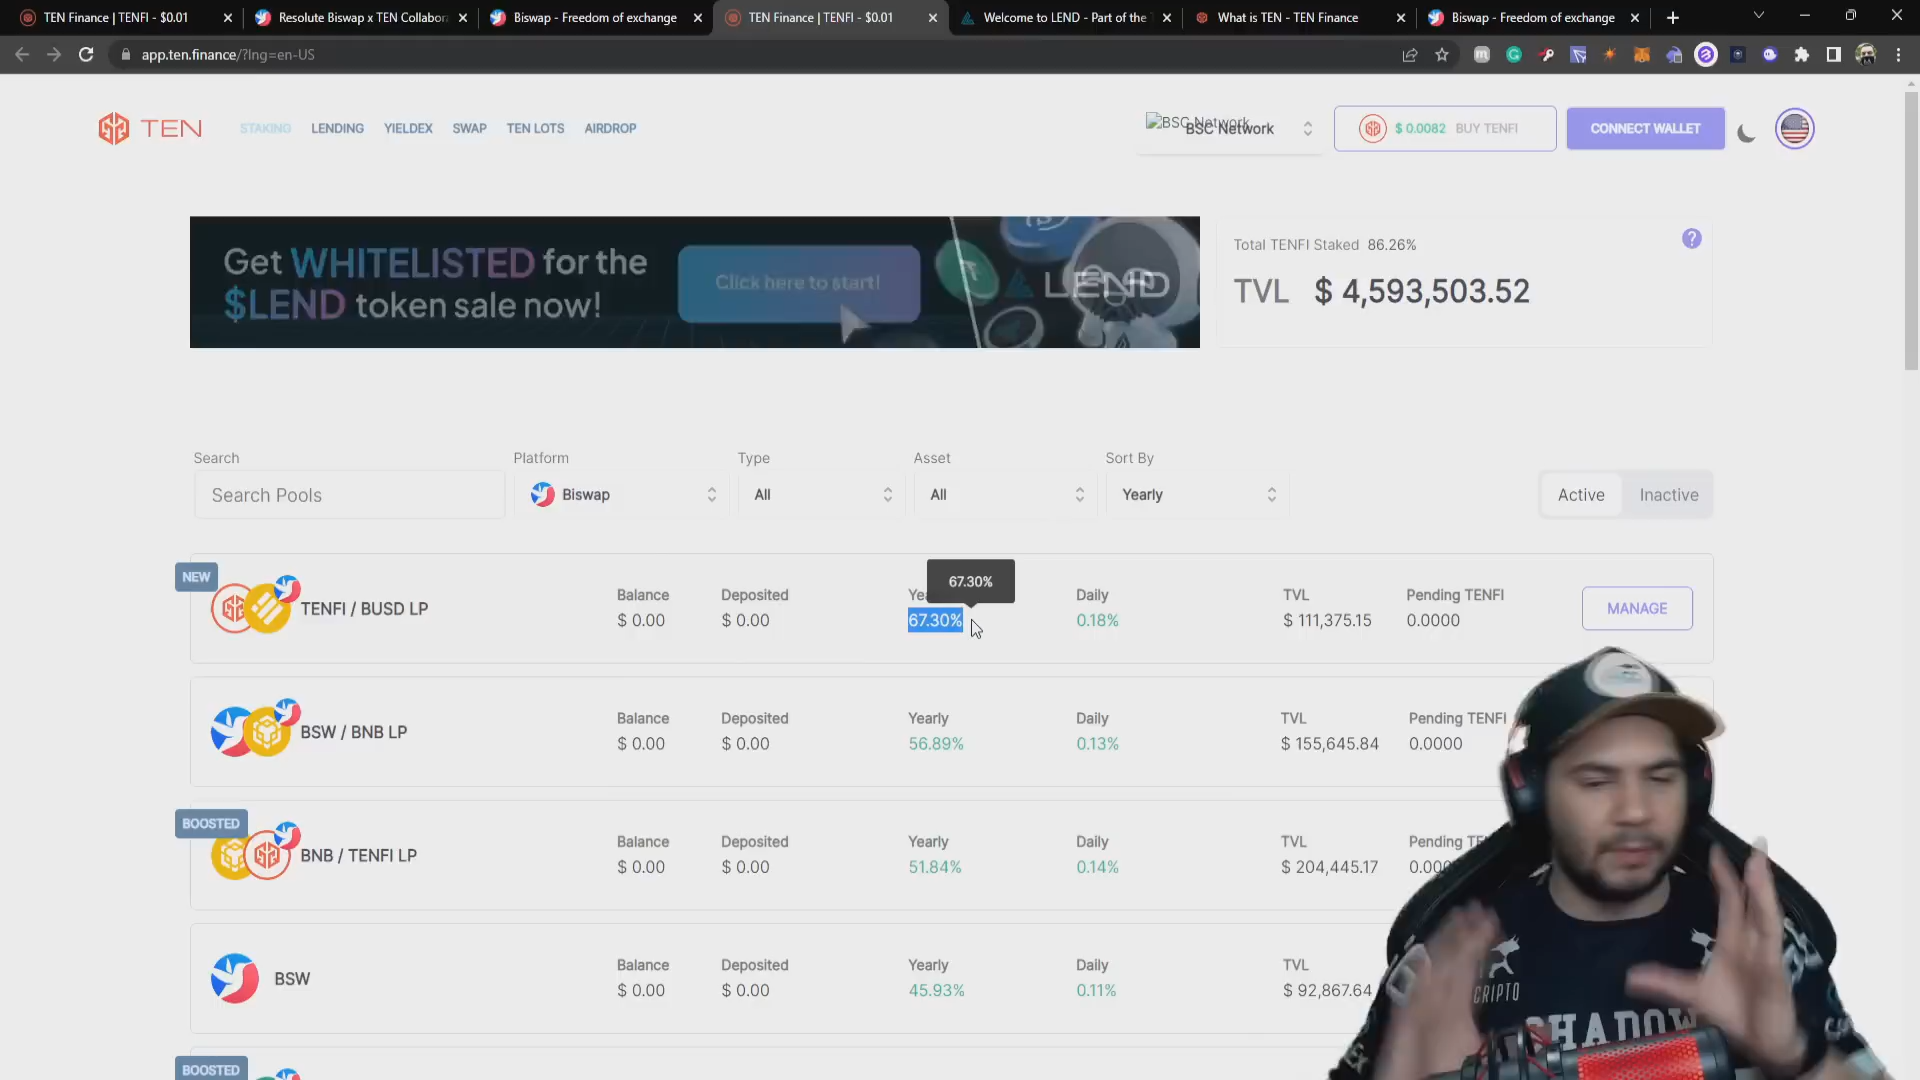 TEN Finance | TENFI - $0.01
Resolute Biswap x TEN Collabor
Biswap - Freedom of exchange
TEN Finance | TENFI - $0.01
Welcome to LEND - Part of the
What is TEN - TEN Finance
Biswap - Freedom of exchange
app.ten.finance/?lng=en-US
TEN
STAKING
LENDING
YIELDEX
SWAP
TEN LOTS
AIRDROP
BSC Network
BSC Network
$ 0.0082 BUY TENFI
CONNECT WALLET
Get WHITELISTED for the
$LEND token sale now!
Click here to start!
LEND
Total TENFI Staked 86.26%
?
TVL $ 4,593,503.52
Search
Platform
Type
Asset
Sort By
Search Pools
Biswap
All
All
Yearly
Active
Inactive
NEW
TENFI / BUSD LP
Balance
$ 0.00
Deposited
$ 0.00
67.30%
67.30%
Daily
0.18%
TVL
$ 111,375.15
Pending TENFI
0.0000
MANAGE
BSW / BNB LP
Balance
$ 0.00
Deposited
$ 0.00
Yearly
56.89%
Daily
0.13%
TVL
$ 155,645.84
Pending TENFI
0.0000
BOOSTED
BNB / TENFI LP
Balance
$ 0.00
Deposited
$ 0.00
Yearly
51.84%
Daily
0.14%
TVL
$ 204,445.17
Pending TE
0.000
BSW
Balance
$ 0.00
Deposited
$ 0.00
Yearly
45.93%
Daily
0.11%
TVL
$ 92,867.64
BOOSTED
CRIPTO
SHADOW